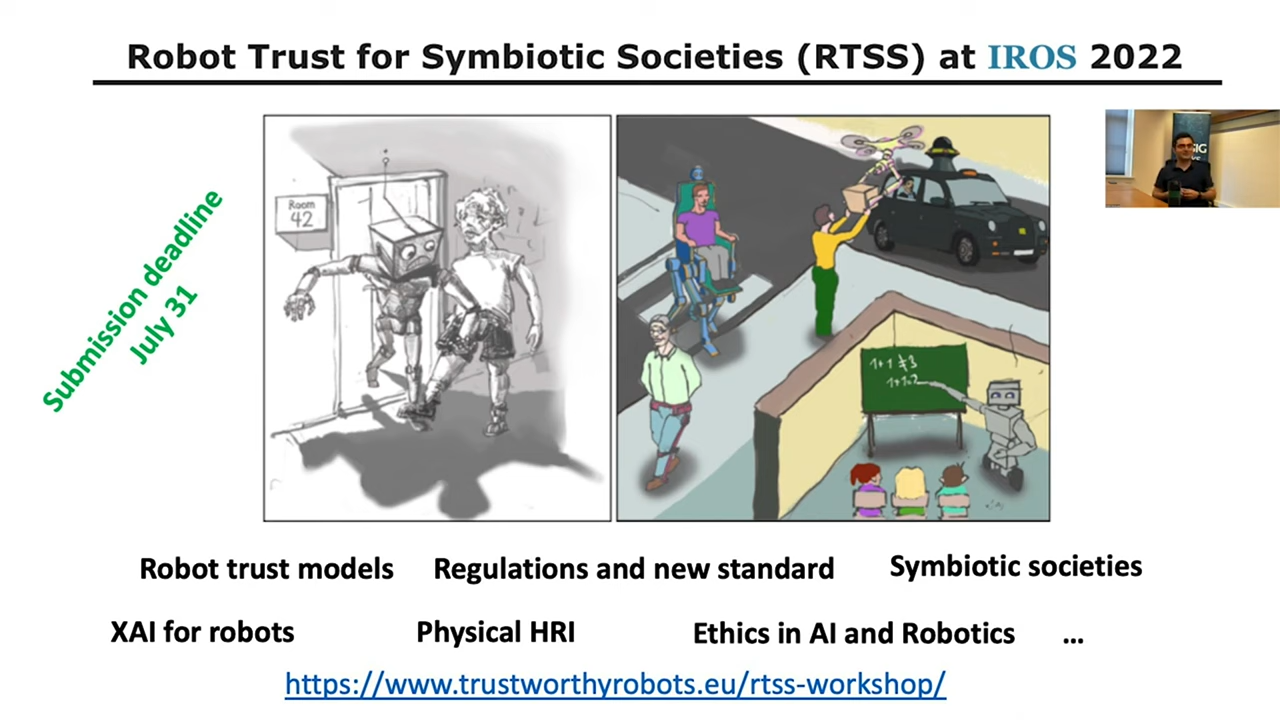 Robot Trust for Symbiotic Societies (RTSS) at IROS 2022
Submission deadline
July 31
Room
42
1+1≠3
1+1=2
Robot trust models
Regulations and new standard
Symbiotic societies
XAI for robots
Physical HRI
Ethics in AI and Robotics
...
https://www.trustworthyrobots.eu/rtss-workshop/